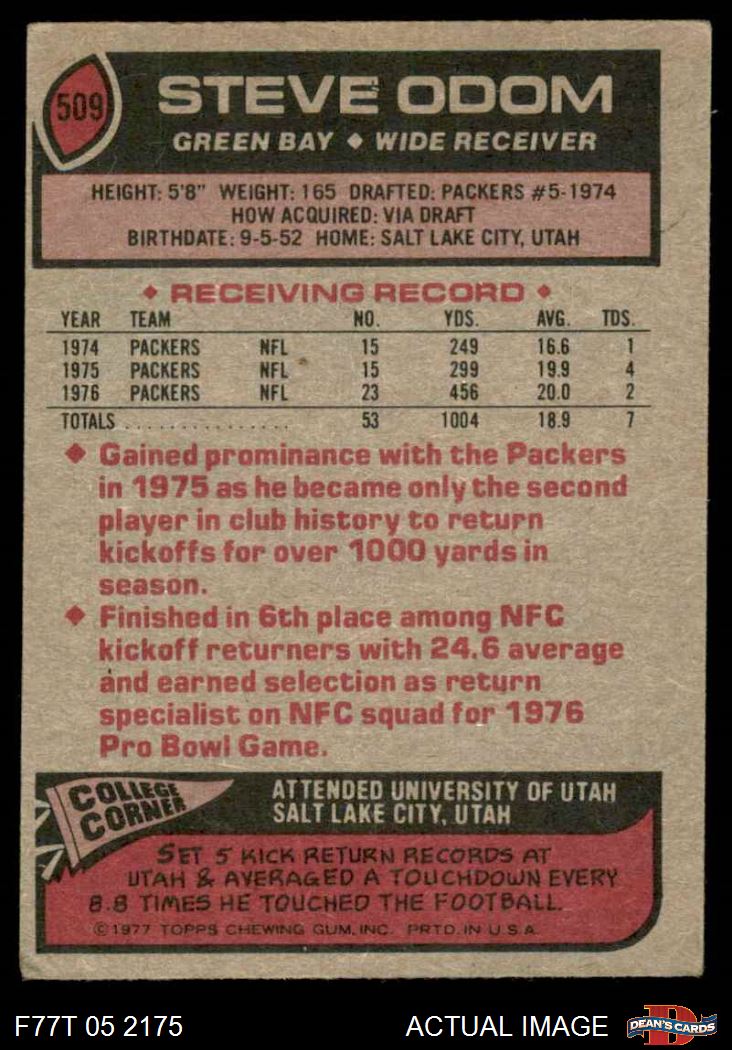 509
STEVE ODOM
GREEN BAY ♦ WIDE RECEIVER
HEIGHT: 5'8" WEIGHT: 165 DRAFTED: PACKERS #5-1974
HOW ACQUIRED: VIA DRAFT
BIRTHDATE: 9-5-52 HOME: SALT LAKE CITY, UTAH
♦ RECEIVING RECORD ♦
YEAR TEAM NO. YDS. AVG. TDS.
1974 PACKERS NFL 15 249 16.6 1
1975 PACKERS NFL 15 299 19.9 4
1976 PACKERS NFL 23 456 20.0 2
TOTALS . . . . . . . . . . . . . . . 53 1004 18.9 7
♦ Gained prominance with the Packers
in 1975 as he became only the second
player in club history to return
kickoffs for over 1000 yards in
season.
♦ Finished in 6th place among NFC
kickoff returners with 24.6 average
and earned selection as return
specialist on NFC squad for 1976
Pro Bowl Game.
COLLEGE
CORNER
ATTENDED UNIVERSITY OF UTAH
SALT LAKE CITY, UTAH
SET 5 KICK RETURN RECORDS AT
UTAH & AVERAGED A TOUCHDOWN EVERY
8.8 TIMES HE TOUCHED THE FOOTBALL.
©1977 TOPPS CHEWING GUM, INC. PRTD. IN U.S.A.
F77T 05 2175
ACTUAL IMAGE
D
DEAN'S CARDS